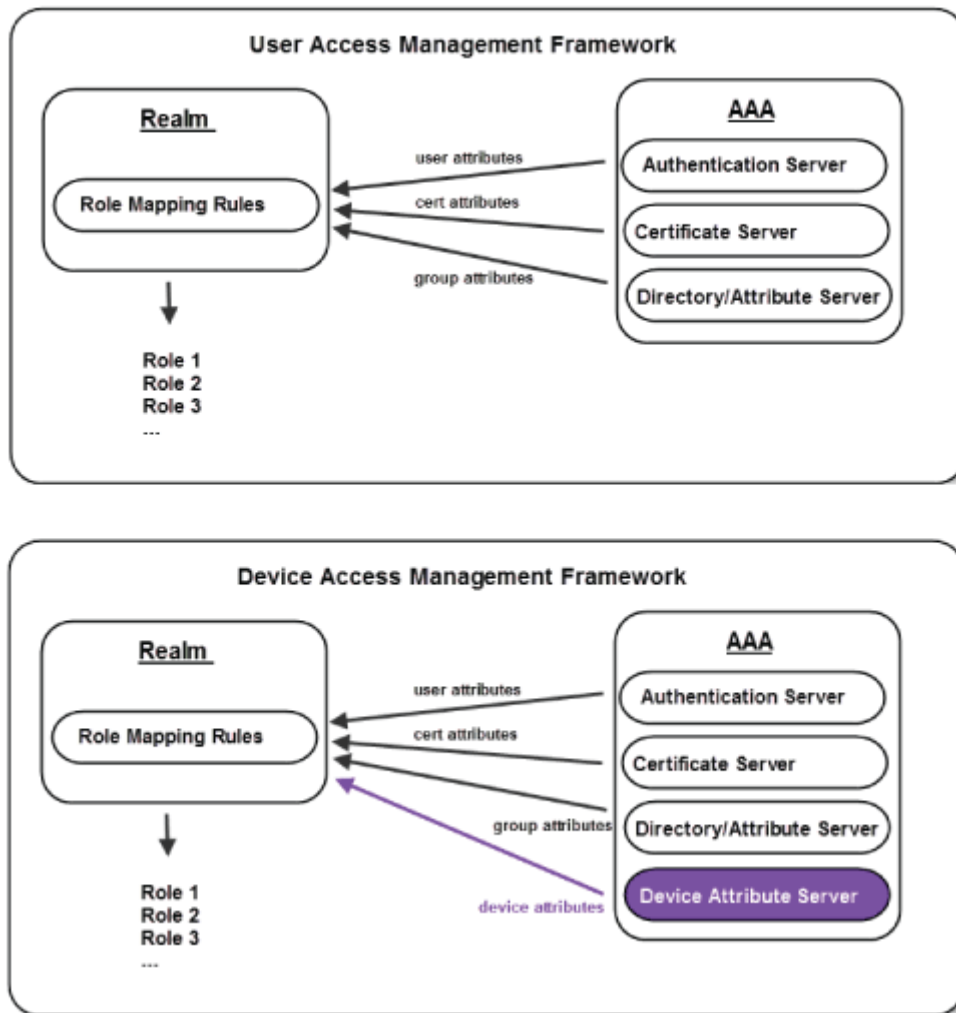 User Access Management Framework
Realm
AAA
user attributes
Authentication Server
Role Mapping Rules
cert attributes
Certificate Server
group attributes
Directory/Attribute Server
Role 1
Role 2
Role 3
---
Device Access Management Framework
Realm
AAA
user attributes
Authentication Server
Role Mapping Rules
cert attributes
Certificate Server
group attributes
Directory/Attribute Server
device attributes
Device Attribute Server
Role 1
Role 2
Role 3
---